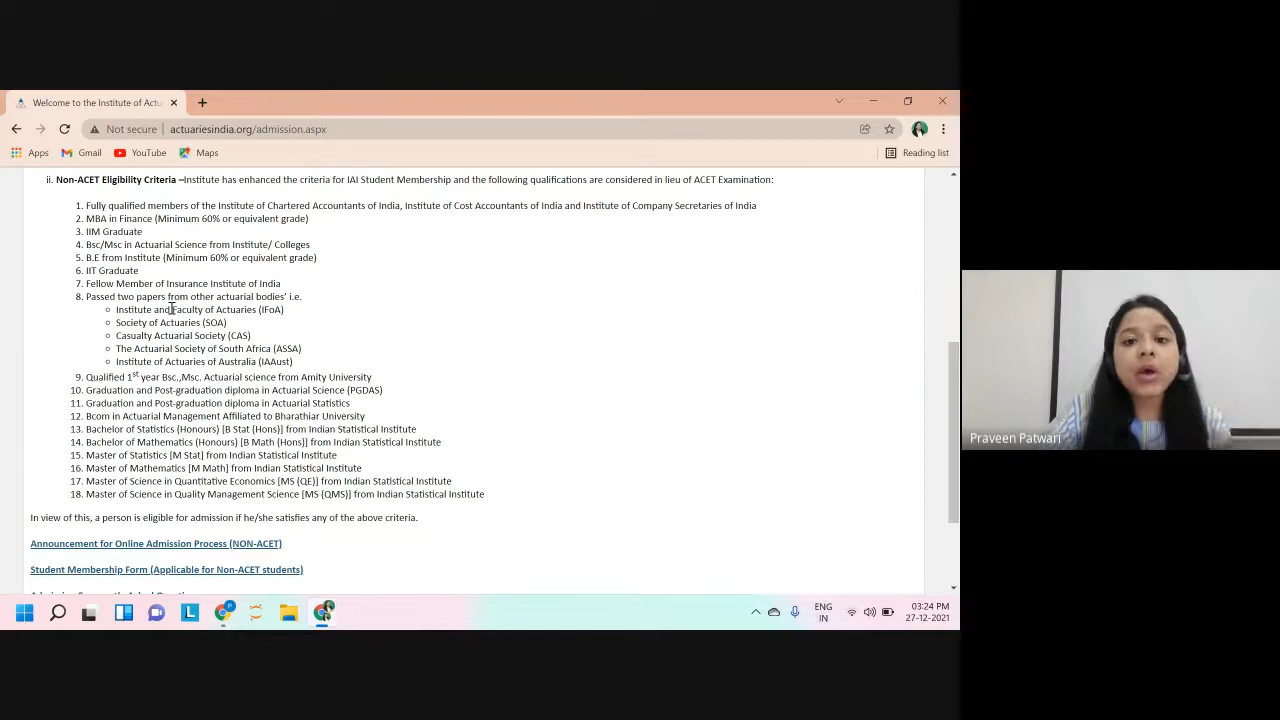 Welcome to the Institute of Actu
Not secure
actuariesindia.org/admission.aspx
Apps
Gmail
YouTube
Maps
Reading list
ii. Non-ACET Eligibility Criteria –Institute has enhanced the criteria for IAI Student Membership and the following qualifications are considered in lieu of ACET Examination:
1. Fully qualified members of the Institute of Chartered Accountants of India, Institute of Cost Accountants of India and Institute of Company Secretaries of India
2. MBA in Finance (Minimum 60% or equivalent grade)
3. IIM Graduate
4. Bsc/Msc in Actuarial Science from Institute/ Colleges
5. B.E from Institute (Minimum 60% or equivalent grade)
6. IIT Graduate
7. Fellow Member of Insurance Institute of India
8. Passed two papers from other actuarial bodies' i.e.
Institute and Faculty of Actuaries (IFoA)
Society of Actuaries (SOA)
Casualty Actuarial Society (CAS)
The Actuarial Society of South Africa (ASSA)
Institute of Actuaries of Australia (IAAust)
9. Qualified 1st year Bsc.,Msc. Actuarial science from Amity University
10. Graduation and Post-graduation diploma in Actuarial Science (PGDAS)
11. Graduation and Post-graduation diploma in Actuarial Statistics
12. Bcom in Actuarial Management Affiliated to Bharathiar University
13. Bachelor of Statistics (Honours) [B Stat (Hons)] from Indian Statistical Institute
14. Bachelor of Mathematics (Honours) [B Math (Hons)] from Indian Statistical Institute
15. Master of Statistics [M Stat] from Indian Statistical Institute
16. Master of Mathematics [M Math] from Indian Statistical Institute
17. Master of Science in Quantitative Economics [MS (QE)] from Indian Statistical Institute
18. Master of Science in Quality Management Science [MS (QMS)] from Indian Statistical Institute
In view of this, a person is eligible for admission if he/she satisfies any of the above criteria.
Announcement for Online Admission Process (NON-ACET)
Student Membership Form (Applicable for Non-ACET students)
ENG
IN
03:24 PM
27-12-2021
Praveen Patwari